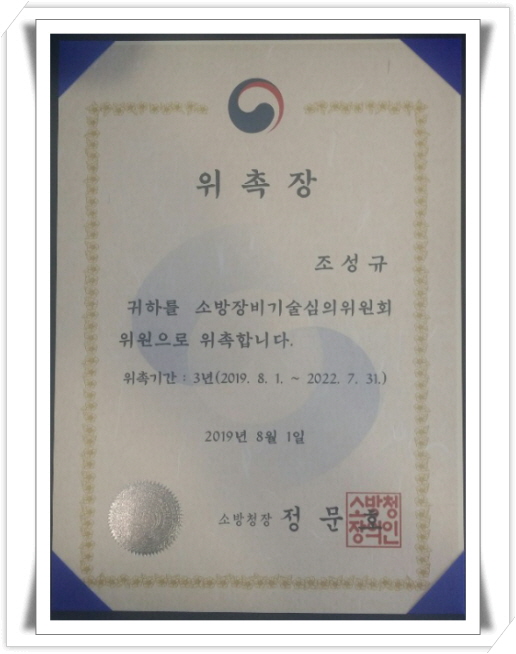 위 촉 장
조 성 규
귀하를 소방장비기술심의위원회
위원으로 위촉합니다.
위촉기간 : 3년(2019. 8. 1. ~ 2022. 7. 31.)
2019년 8월 1일
소방청장 정 문 호
소방청
장의인